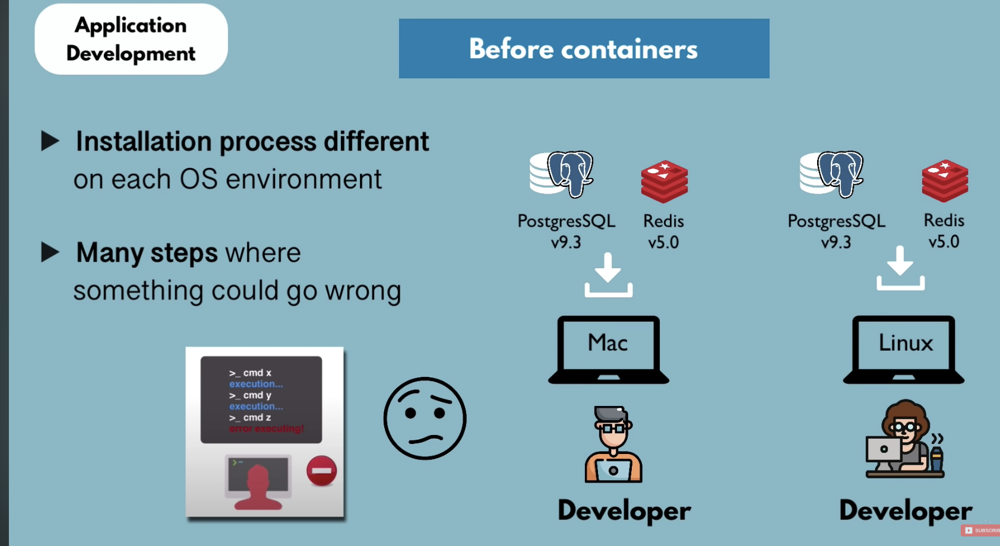 Application
Development
Before containers
Installation process different
on each OS environment
Many steps where
something could go wrong
>_ cmd x
execution...
>_ cmd y
execution...
>_ cmd z
error executing!
PostgresSQL
v9.3
Redis
v5.0
Mac
Developer
PostgresSQL
v9.3
Redis
v5.0
Linux
Developer
SUBSCRIB